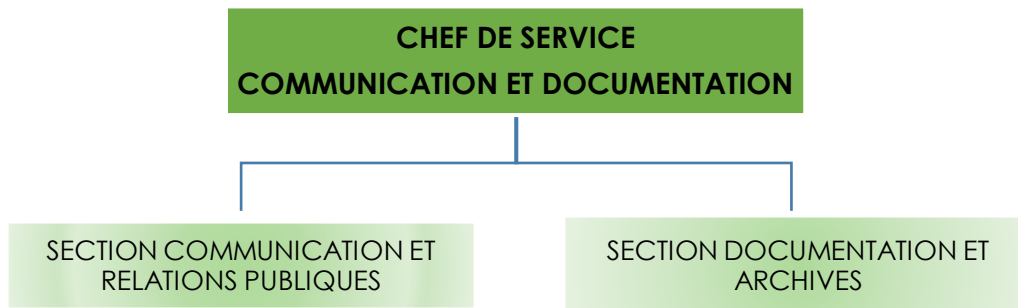 CHEF DE SERVICE
COMMUNICATION ET DOCUMENTATION
SECTION COMMUNICATION ET
RELATIONS PUBLIQUES
SECTION DOCUMENTATION ET
ARCHIVES